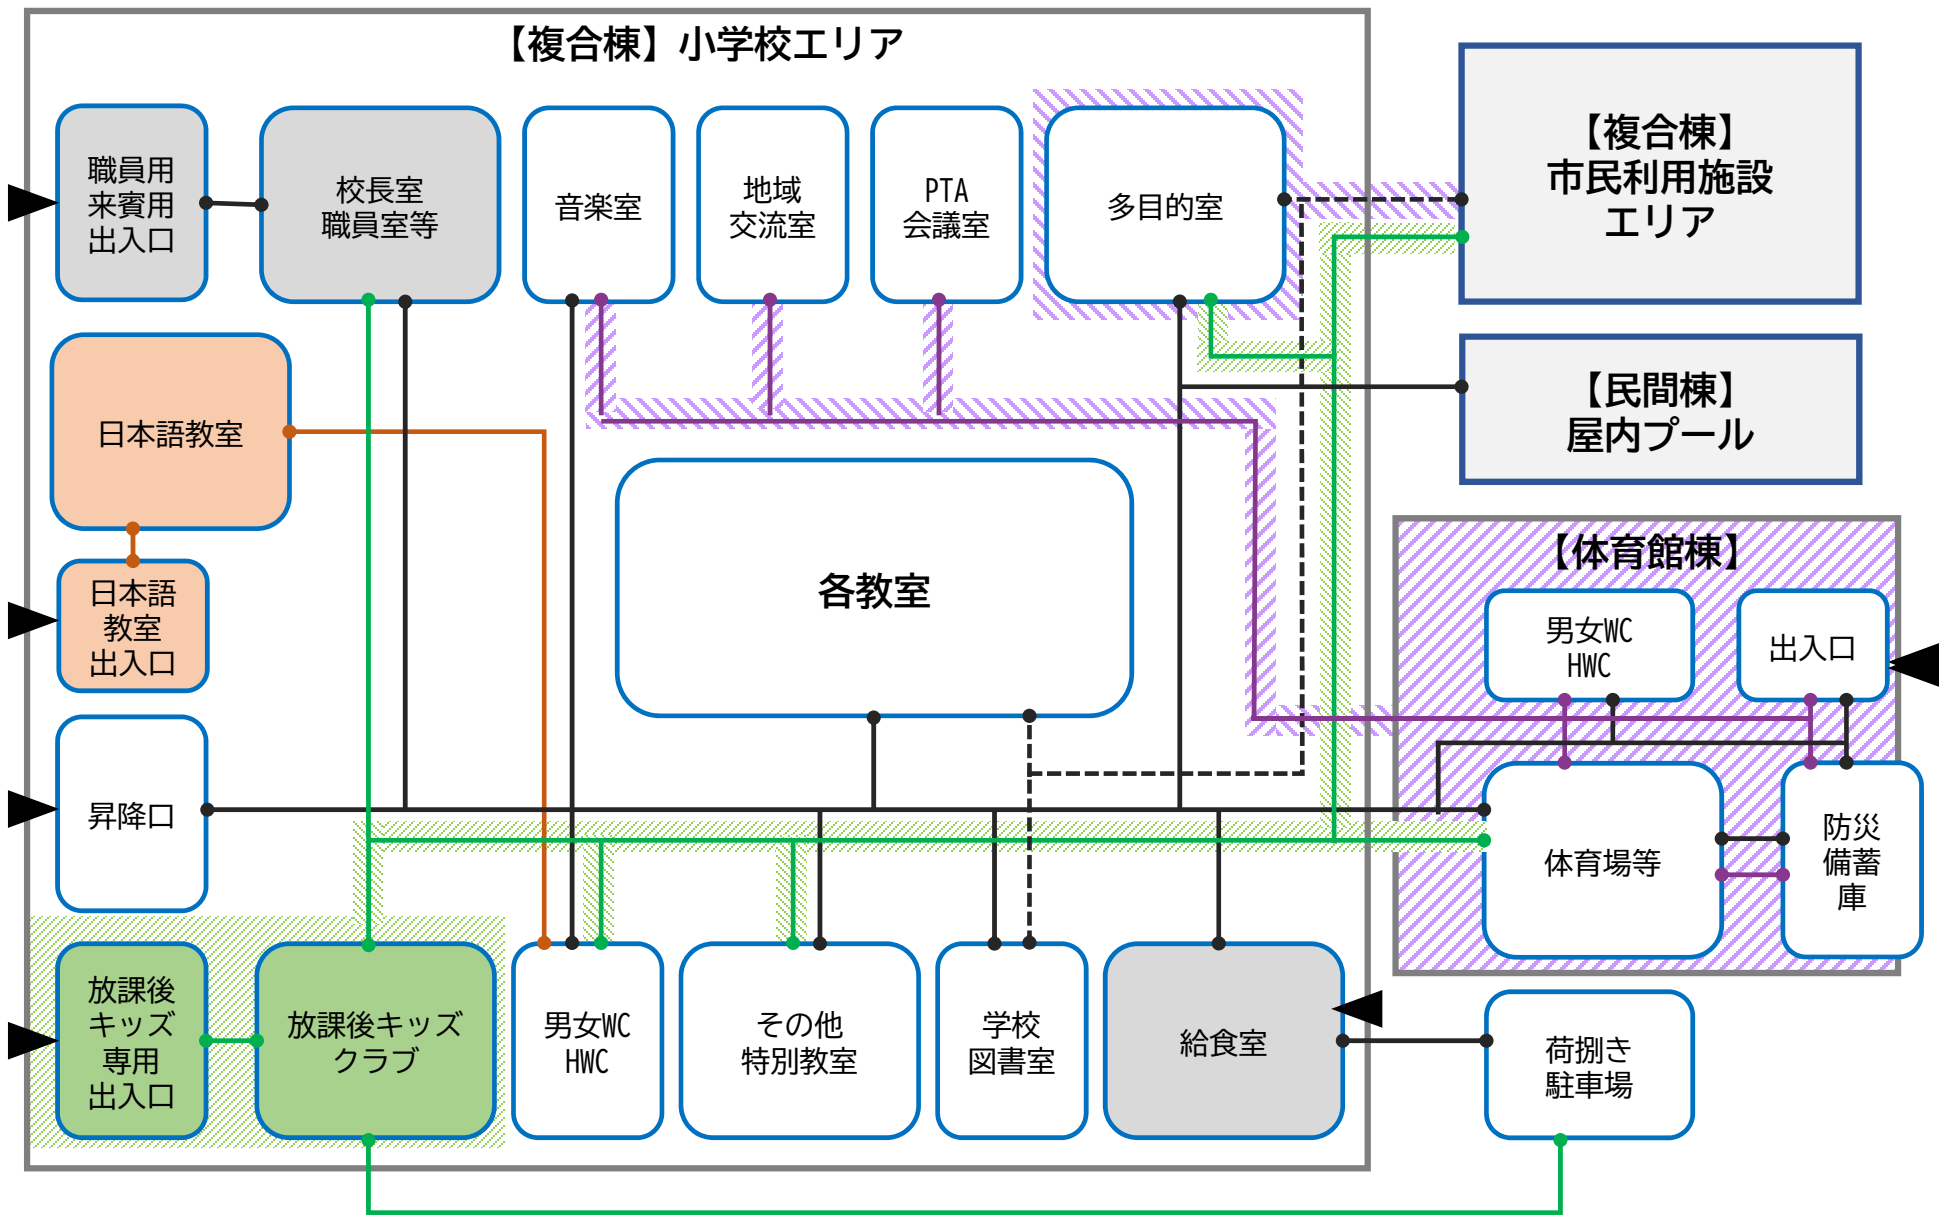 【複合棟】小学校エリア
職員用
来賓用
出入口
校長室
職員室等
音楽室
地域
交流室
PTA
会議室
多目的室
【複合棟】
市民利用施設
エリア
【民間棟】
屋内プール
日本語教室
日本語
教室
出入口
各教室
【体育館棟】
男女WC
HWC
出入口
昇降口
体育場等
防災
備蓄
庫
放課後
キッズ
専用
出入口
放課後キッズ
クラブ
男女WC
HWC
その他
特別教室
学校
図書室
給食室
荷捌き
駐車場